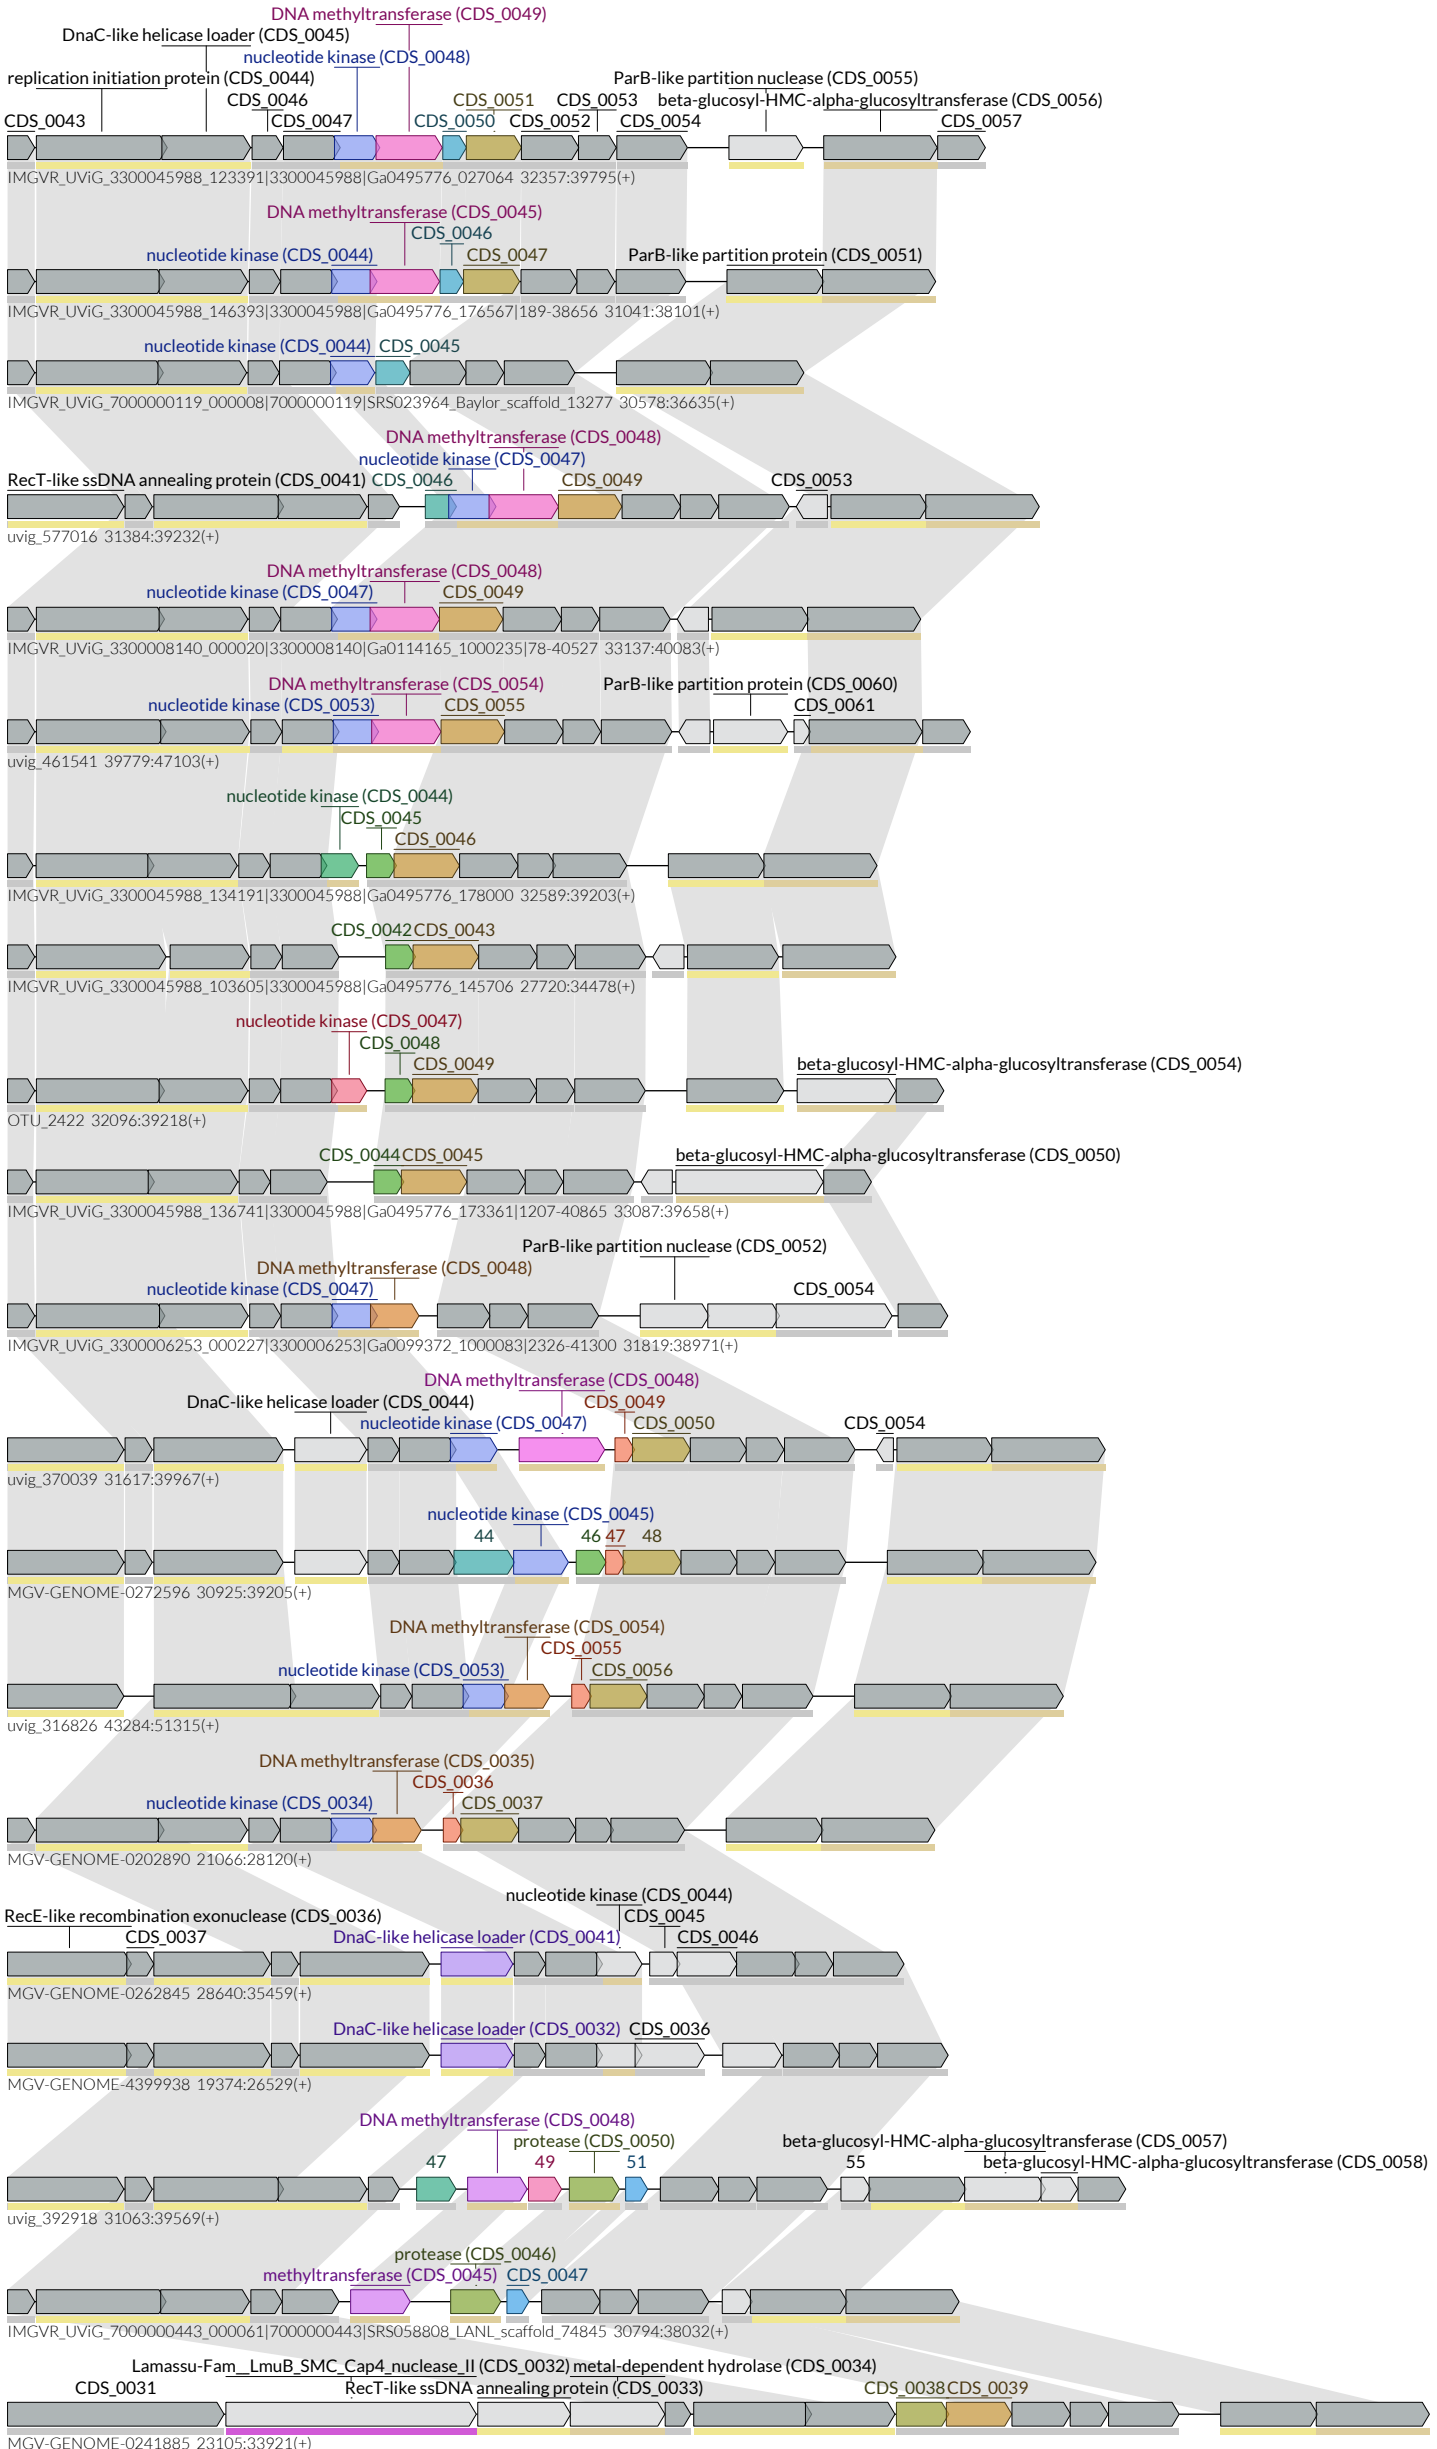 DNA methyltransferase (CDS_0049)
DnaC-like helicase loader (CDS_0045)
nucleotide kinase (CDS_0048)
replication initiation protein (CDS_0044) ParB-like partition nuclease (CDS_0055)
CDS_0046 CDS_0051 CDS_0053 beta-glucosyl-HMC-alpha-glucosyltransferase (CDS_0056)
CDS_0043 CDS_0047 CDS_0050 CDS_0052 CDS_0054 CDS_0057
IMGVR_UViG_3300045988_123391|3300045988|Ga0495776_027064 32357:39795(+)
DNA methyltransferase (CDS_0045)
CDS_0046
nucleotide kinase (CDS_0044) CDS_0047 ParB-like partition protein (CDS_0051)
IMGVR_UViG_3300045988_146393|3300045988|Ga0495776_176567|189-38656 31041:38101(+)
nucleotide kinase (CDS_0044) CDS_0045
IMGVR_UViG_7000000119_000008|7000000119|SRS023964_Baylor_scaffold_13277 30578:36635(+)
DNA methyltransferase (CDS_0048)
nucleotide kinase (CDS_0047)
RecT-like ssDNA annealing protein (CDS_0041) CDS_0046 CDS_0049 CDS_0053
uvig_577016 31384:39232(+)
DNA methyltransferase (CDS_0048)
nucleotide kinase (CDS_0047) CDS_0049
IMGVR_UViG_3300008140_000020|3300008140|Ga0114165_1000235|78-40527 33137:40083(+)
DNA methyltransferase (CDS_0054) ParB-like partition protein (CDS_0060)
nucleotide kinase (CDS_0053) CDS_0055 CDS_0061
uvig_461541 39779:47103(+)
nucleotide kinase (CDS_0044)
CDS_0045
CDS_0046
IMGVR_UViG_3300045988_134191|3300045988|Ga0495776_178000 32589:39203(+)
CDS_0042 CDS_0043
IMGVR_UViG_3300045988_103605|3300045988|Ga0495776_145706 27720:34478(+)
nucleotide kinase (CDS_0047)
CDS_0048
CDS_0049 beta-glucosyl-HMC-alpha-glucosyltransferase (CDS_0054)
OTU_2422 32096:39218(+)
CDS_0044 CDS_0045 beta-glucosyl-HMC-alpha-glucosyltransferase (CDS_0050)
IMGVR_UViG_3300045988_136741|3300045988|Ga0495776_173361|1207-40865 33087:39658(+)
ParB-like partition nuclease (CDS_0052)
DNA methyltransferase (CDS_0048)
nucleotide kinase (CDS_0047) CDS_0054
IMGVR_UViG_3300006253_000227|3300006253|Ga0099372_1000083|2326-41300 31819:38971(+)
DNA methyltransferase (CDS_0048)
DnaC-like helicase loader (CDS_0044) CDS_0049
nucleotide kinase (CDS_0047) CDS_0050 CDS_0054
uvig_370039 31617:39967(+)
nucleotide kinase (CDS_0045)
44 46 47 48
MGV-GENOME-0272596 30925:39205(+)
DNA methyltransferase (CDS_0054)
CDS_0055
nucleotide kinase (CDS_0053) CDS_0056
uvig_316826 43284:51315(+)
DNA methyltransferase (CDS_0035)
CDS_0036
nucleotide kinase (CDS_0034) CDS_0037
MGV-GENOME-0202890 21066:28120(+)
nucleotide kinase (CDS_0044)
RecE-like recombination exonuclease (CDS_0036) CDS_0045
CDS_0037 DnaC-like helicase loader (CDS_0041) CDS_0046
MGV-GENOME-0262845 28640:35459(+)
DnaC-like helicase loader (CDS_0032) CDS_0036
MGV-GENOME-4399938 19374:26529(+)
DNA methyltransferase (CDS_0048)
protease (CDS_0050) beta-glucosyl-HMC-alpha-glucosyltransferase (CDS_0057)
47 49 51 55 beta-glucosyl-HMC-alpha-glucosyltransferase (CDS_0058)
uvig_392918 31063:39569(+)
protease (CDS_0046)
methyltransferase (CDS_0045) CDS_0047
IMGVR_UViG_7000000443_000061|7000000443|SRS058808_LANL_scaffold_74845 30794:38032(+)
Lamassu-Fam__LmuB_SMC_Cap4_nuclease_II (CDS_0032) metal-dependent hydrolase (CDS_0034)
CDS_0031 RecT-like ssDNA annealing protein (CDS_0033) CDS_0038 CDS_0039
MGV-GENOME-0241885 23105:33921(+)